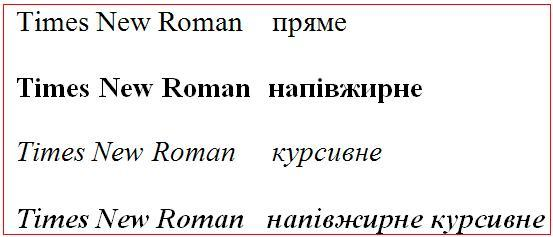 Times New Roman пряме
Times New Roman напівжирне
Times New Roman курсивне
Times New Roman напівжирне курсивне